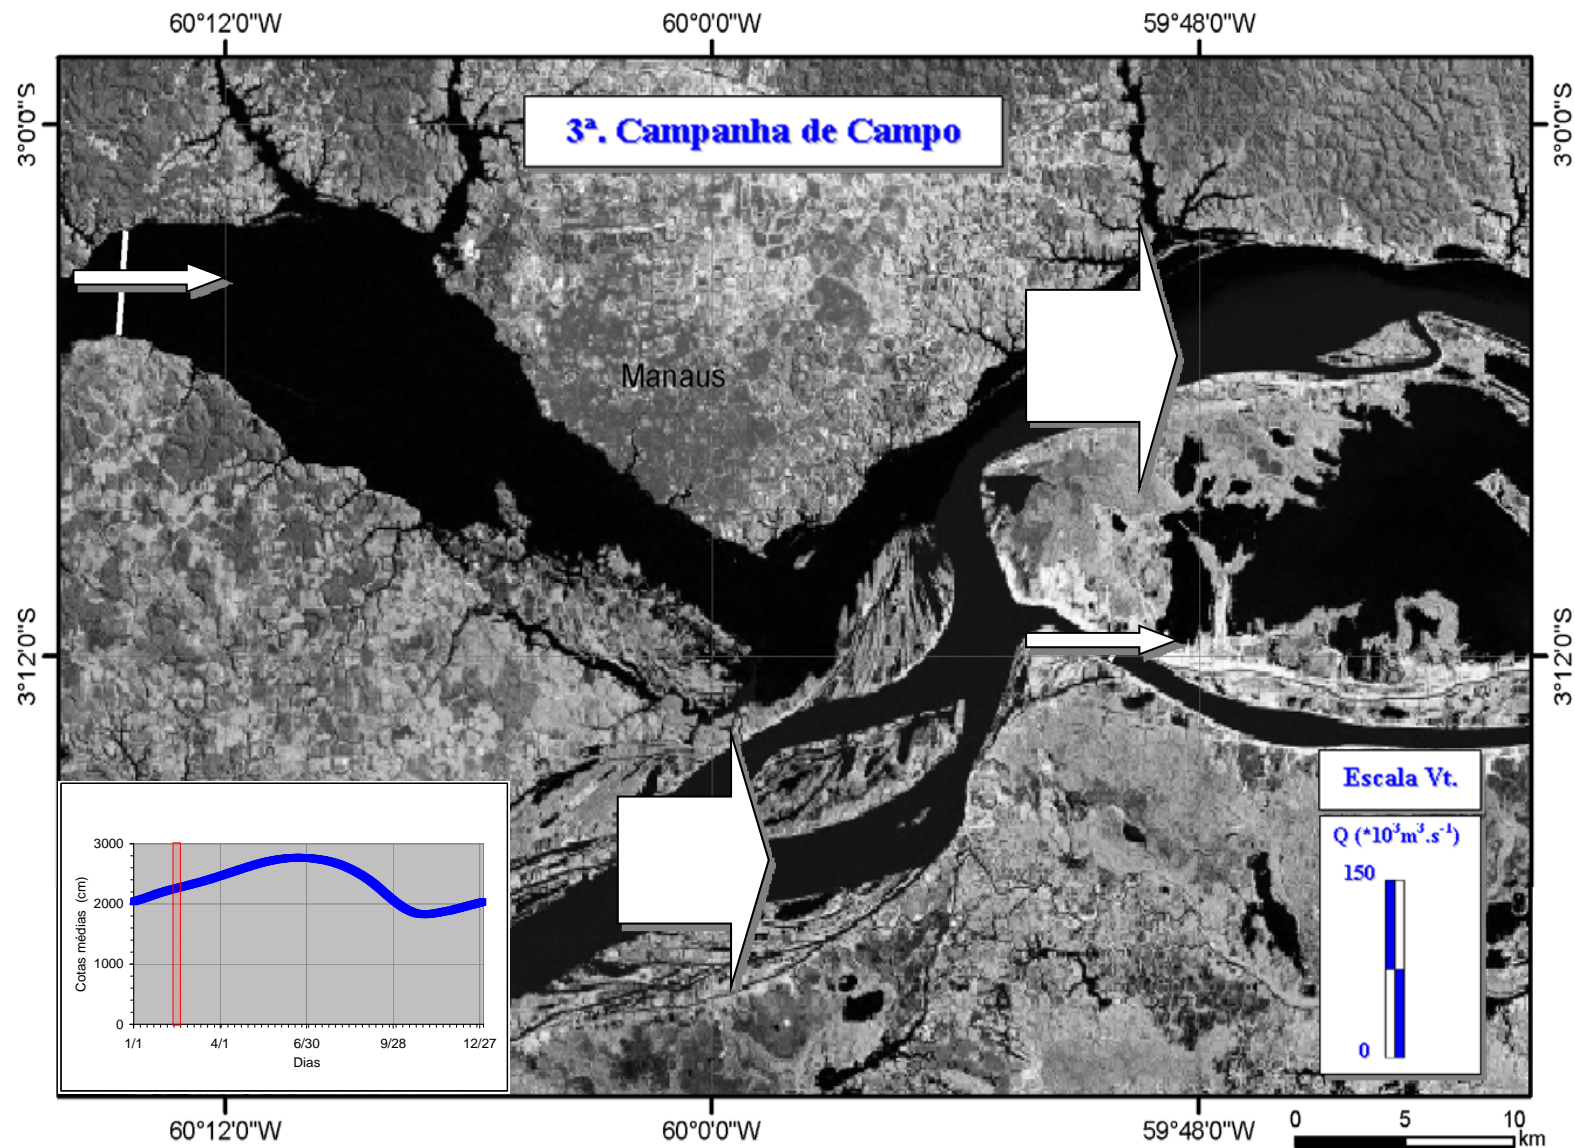 60°12'0"W 60°0'0"W 59°48'0"W
3°0'0"S 3°0'0"S
3ª. Campanha de Campo
Manaus
3°12'0"S 3°12'0"S
Escala Vt.
Q (*10³m³.s⁻¹)
150
0
Cotas médias (cm)
3000
2000
1000
0
1/1 4/1 6/30 9/28 12/27
Dias
60°12'0"W 60°0'0"W 59°48'0"W
0 5 10
km